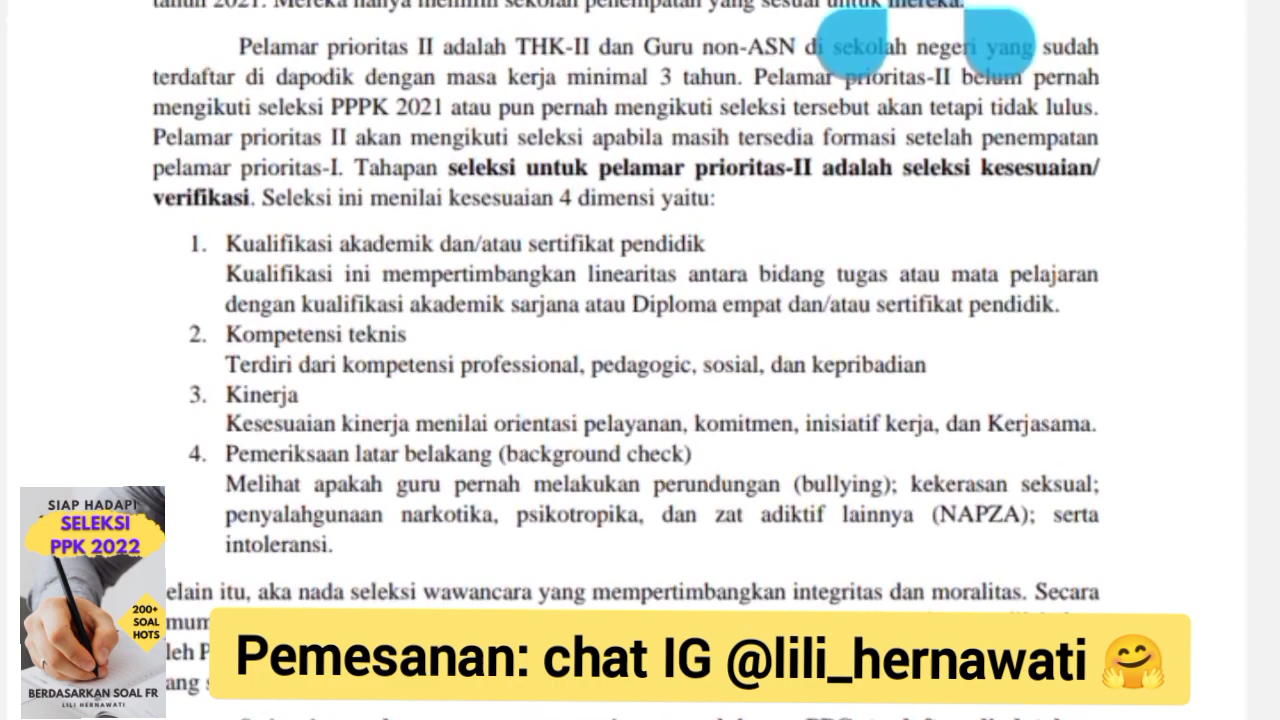 tahun 2021. Mereka hanya memilih sekolah penempatan yang sesuai untuk mereka.
Pelamar prioritas II adalah THK-II dan Guru non-ASN di sekolah negeri yang sudah
terdaftar di dapodik dengan masa kerja minimal 3 tahun. Pelamar prioritas-II belum pernah
mengikuti seleksi PPPK 2021 atau pun pernah mengikuti seleksi tersebut akan tetapi tidak lulus.
Pelamar prioritas II akan mengikuti seleksi apabila masih tersedia formasi setelah penempatan
pelamar prioritas-I. Tahapan seleksi untuk pelamar prioritas-II adalah seleksi kesesuaian/
verifikasi. Seleksi ini menilai kesesuaian 4 dimensi yaitu:
1. Kualifikasi akademik dan/atau sertifikat pendidik
Kualifikasi ini mempertimbangkan linearitas antara bidang tugas atau mata pelajaran
dengan kualifikasi akademik sarjana atau Diploma empat dan/atau sertifikat pendidik.
2. Kompetensi teknis
Terdiri dari kompetensi professional, pedagogic, sosial, dan kepribadian
3. Kinerja
Kesesuaian kinerja menilai orientasi pelayanan, komitmen, inisiatif kerja, dan Kerjasama.
4. Pemeriksaan latar belakang (background check)
Melihat apakah guru pernah melakukan perundungan (bullying); kekerasan seksual;
penyalahgunaan narkotika, psikotropika, dan zat adiktif lainnya (NAPZA); serta
intoleransi.
elain itu, aka nada seleksi wawancara yang mempertimbangkan integritas dan moralitas. Secara
mum
leh P
ang
SIAP HADAPI
SELEKSI
PPK 2022
200+
SOAL
HOTS
BERDASARKAN SOAL FR
LILI HERNAWATI
Pemesanan: chat IG @lili_hernawati 🤗